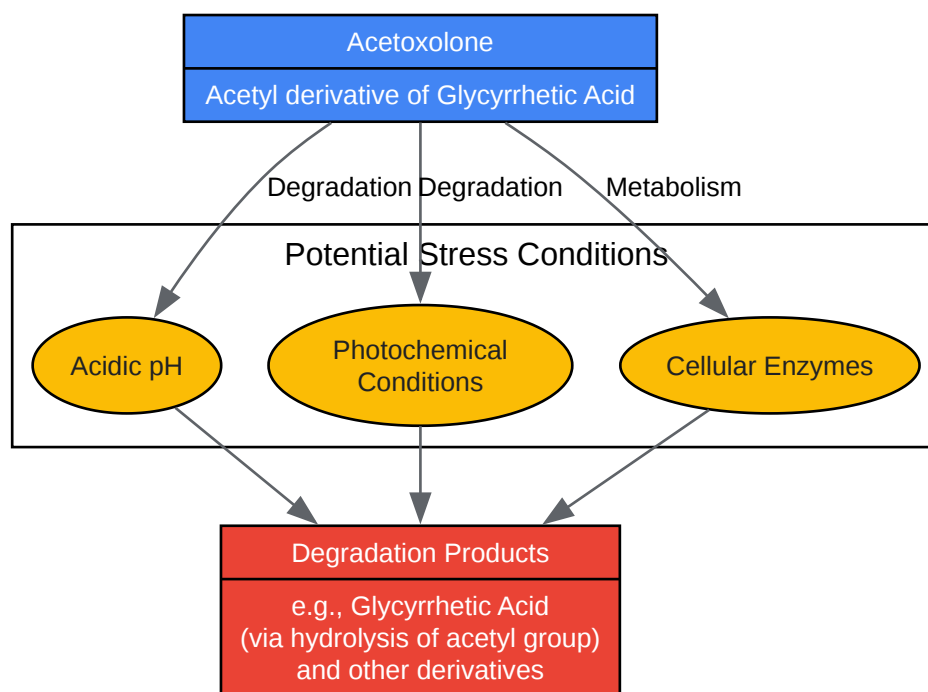 Acetoxolone
Acetyl derivative of Glycyrrhetic Acid
Degradation
Degradation
Metabolism
Potential Stress Conditions
Acidic pH
Photochemical
Conditions
Cellular Enzymes
Degradation Products
e.g., Glycyrrhetic Acid
(via hydrolysis of acetyl group)
and other derivatives